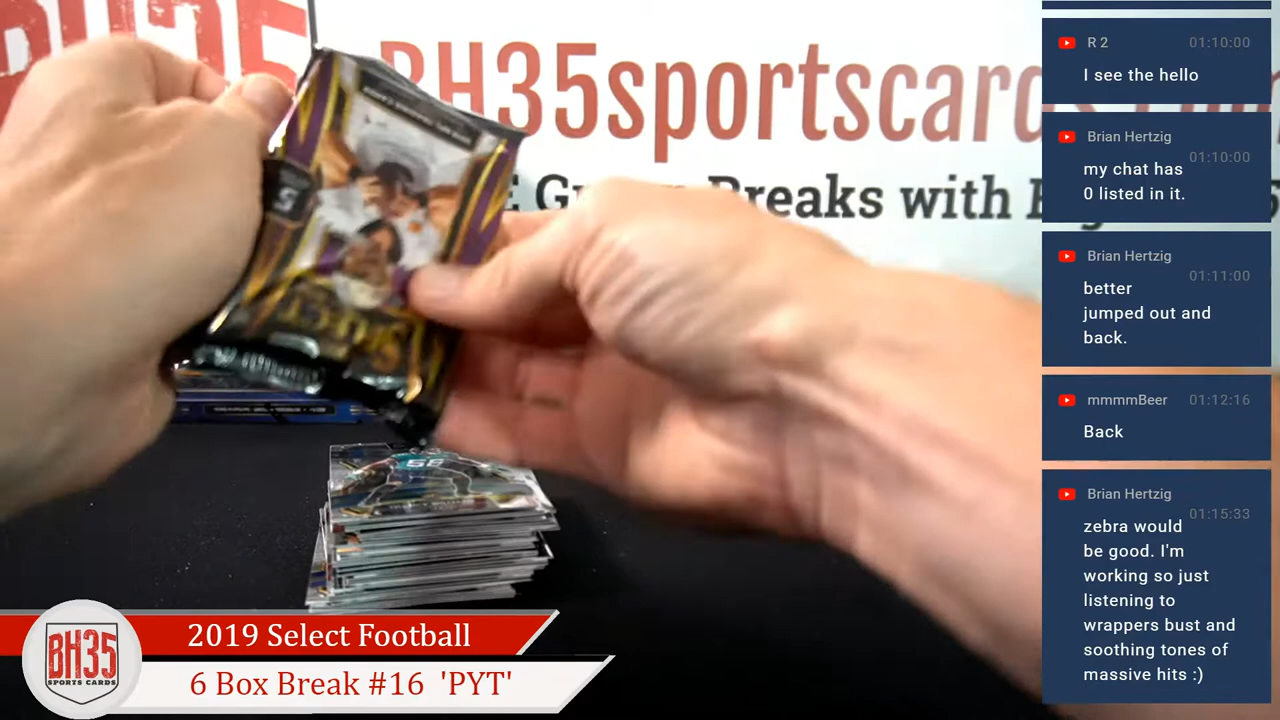 BH35
BH35sportscards
Breaks with
2019 Select Football
6 Box Break #16 'PYT'
BH35
SPORTS CARDS
R 2
01:10:00
I see the hello
Brian Hertzig
01:10:00
my chat has
0 listed in it.
Brian Hertzig
01:11:00
better
jumped out and
back.
mmmmBeer
01:12:16
Back
Brian Hertzig
01:15:33
zebra would
be good. I'm
working so just
listening to
wrappers bust and
soothing tones of
massive hits :)